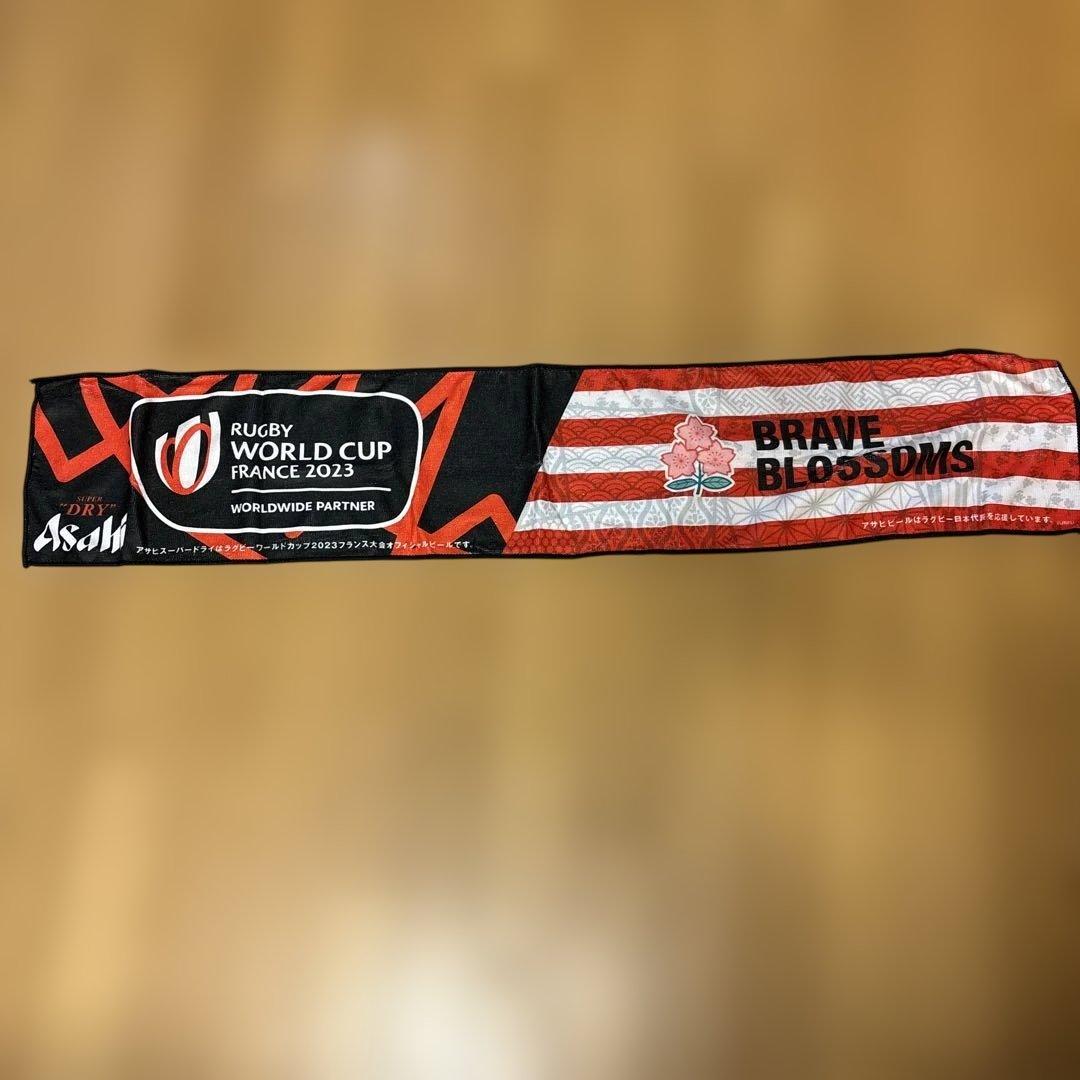 SUPER
"DRY"
Asahi
RUGBY
WORLD CUP
FRANCE 2023
WORLDWIDE PARTNER
アサヒスーパードライはラグビーワールドカップ2023フランス大会オフィシャルビールです。
BRAVE
BLOSSOMS
アサヒビールはラグビー日本代表を応援しています。